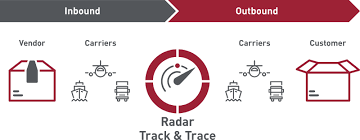 Inbound
Outbound
Vendor
Carriers
Carriers
Customer
Radar
Track & Trace